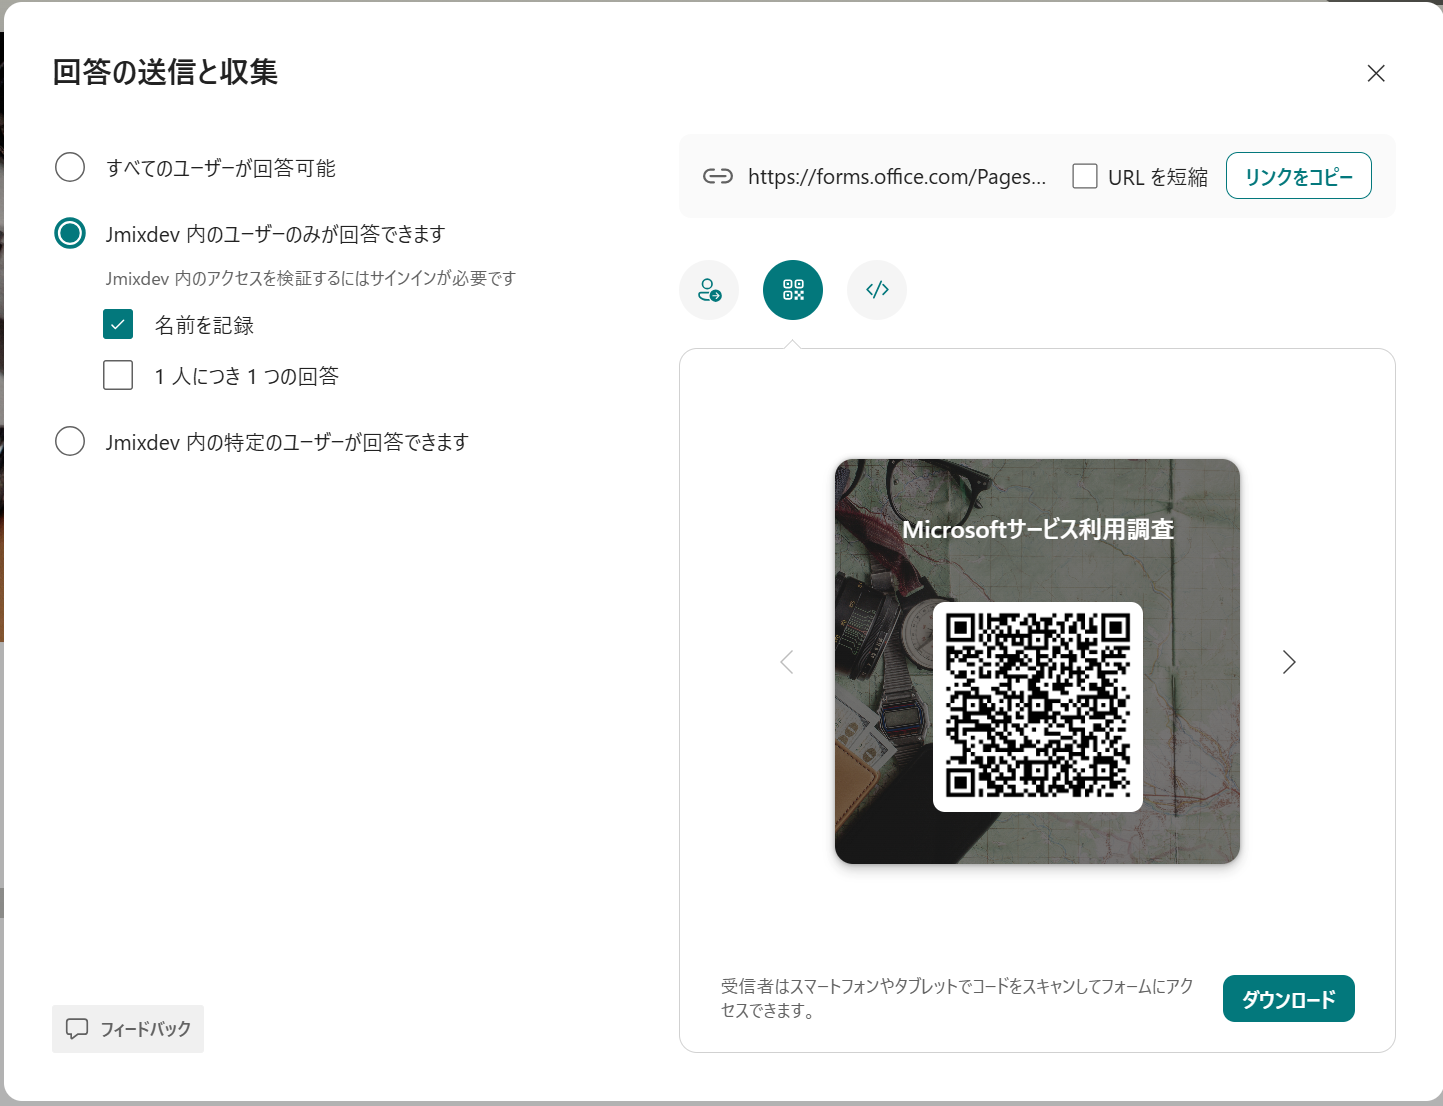 回答の送信と収集
すべてのユーザーが回答可能
Jmixdev 内のユーザーのみが回答できます
Jmixdev 内のアクセスを検証するにはサインインが必要です
名前を記録
1 人につき 1 つの回答
Jmixdev 内の特定のユーザーが回答できます
フィードバック
https://forms.office.com/Pages...
URL を短縮
リンクをコピー
Microsoftサービス利用調査
受信者はスマートフォンやタブレットでコードをスキャンしてフォームにアク
セスできます。
ダウンロード